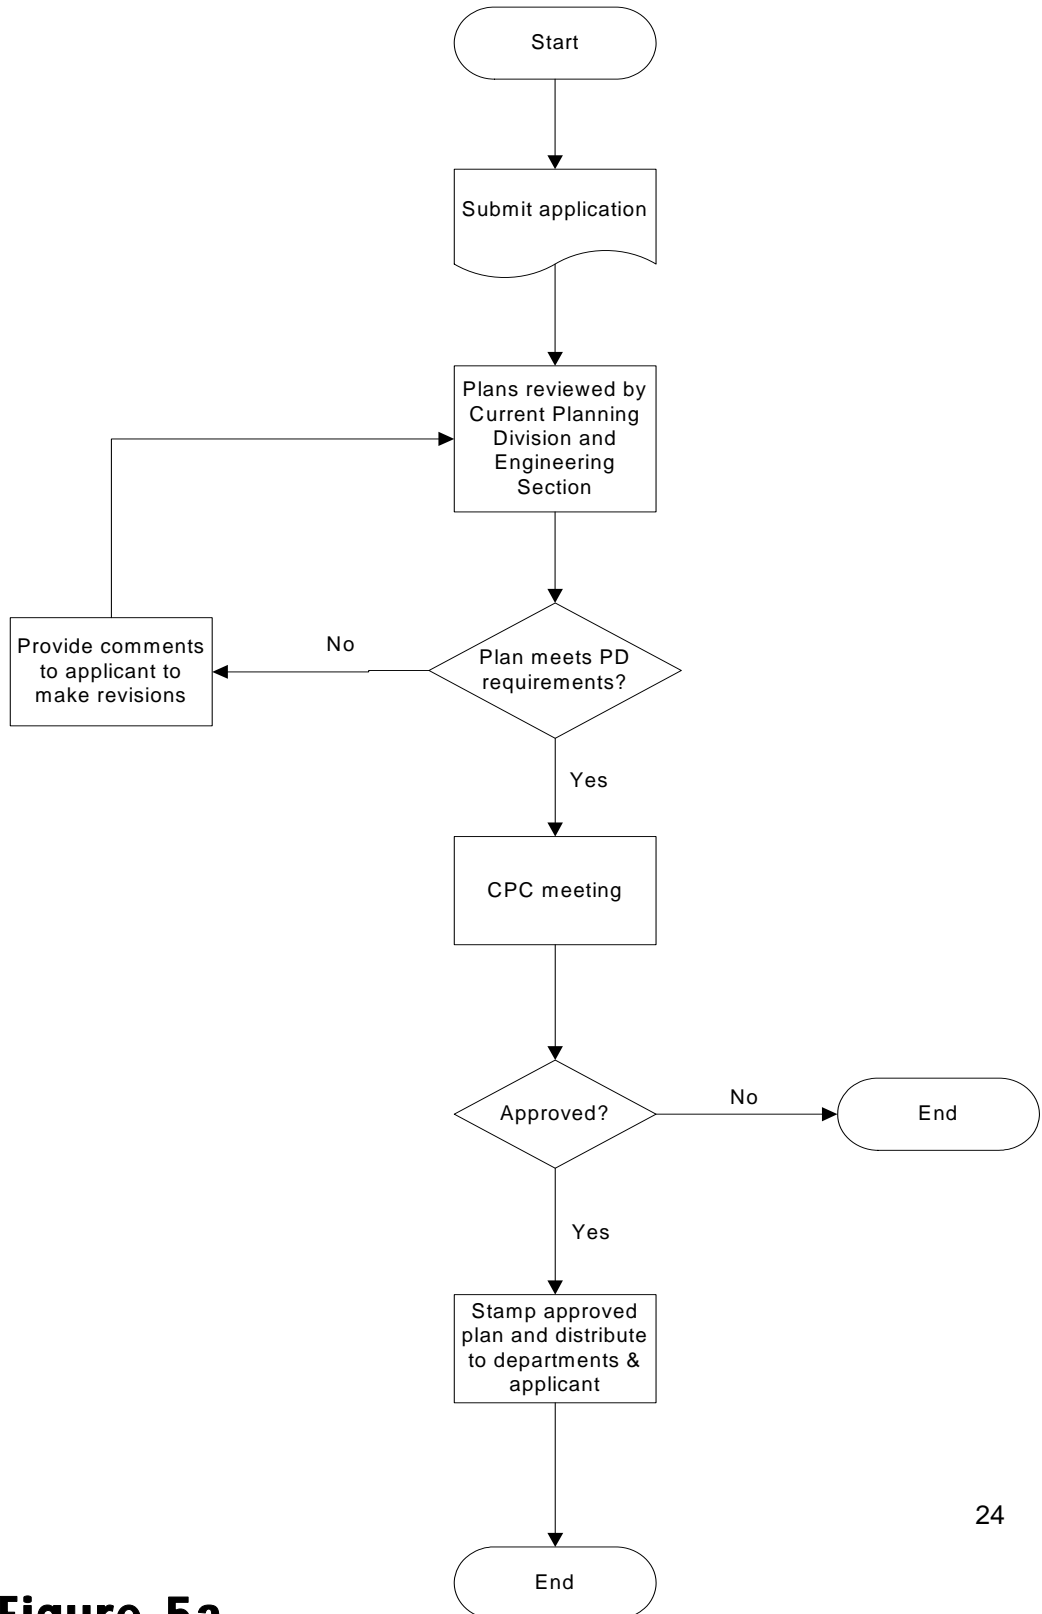 Start
Submit application
Plans reviewed by
Current Planning
Division and
Engineering
Section
Provide comments
to applicant to
make revisions
No
Plan meets PD
requirements?
Yes
CPC meeting
Approved?
No
End
Yes
Stamp approved
plan and distribute
to departments &
applicant
24
End
Figure 5a